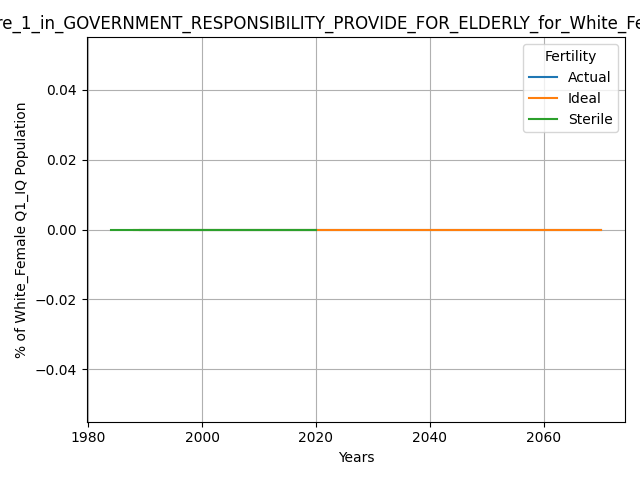 re_1_in_GOVERNMENT_RESPONSIBILITY_PROVIDE_FOR_ELDERLY_for_White_Fe
Fertility
Actual
Ideal
Sterile
% of White_Female Q1_IQ Population
0.04
0.02
0.00
−0.02
−0.04
1980 2000 2020 2040 2060
Years